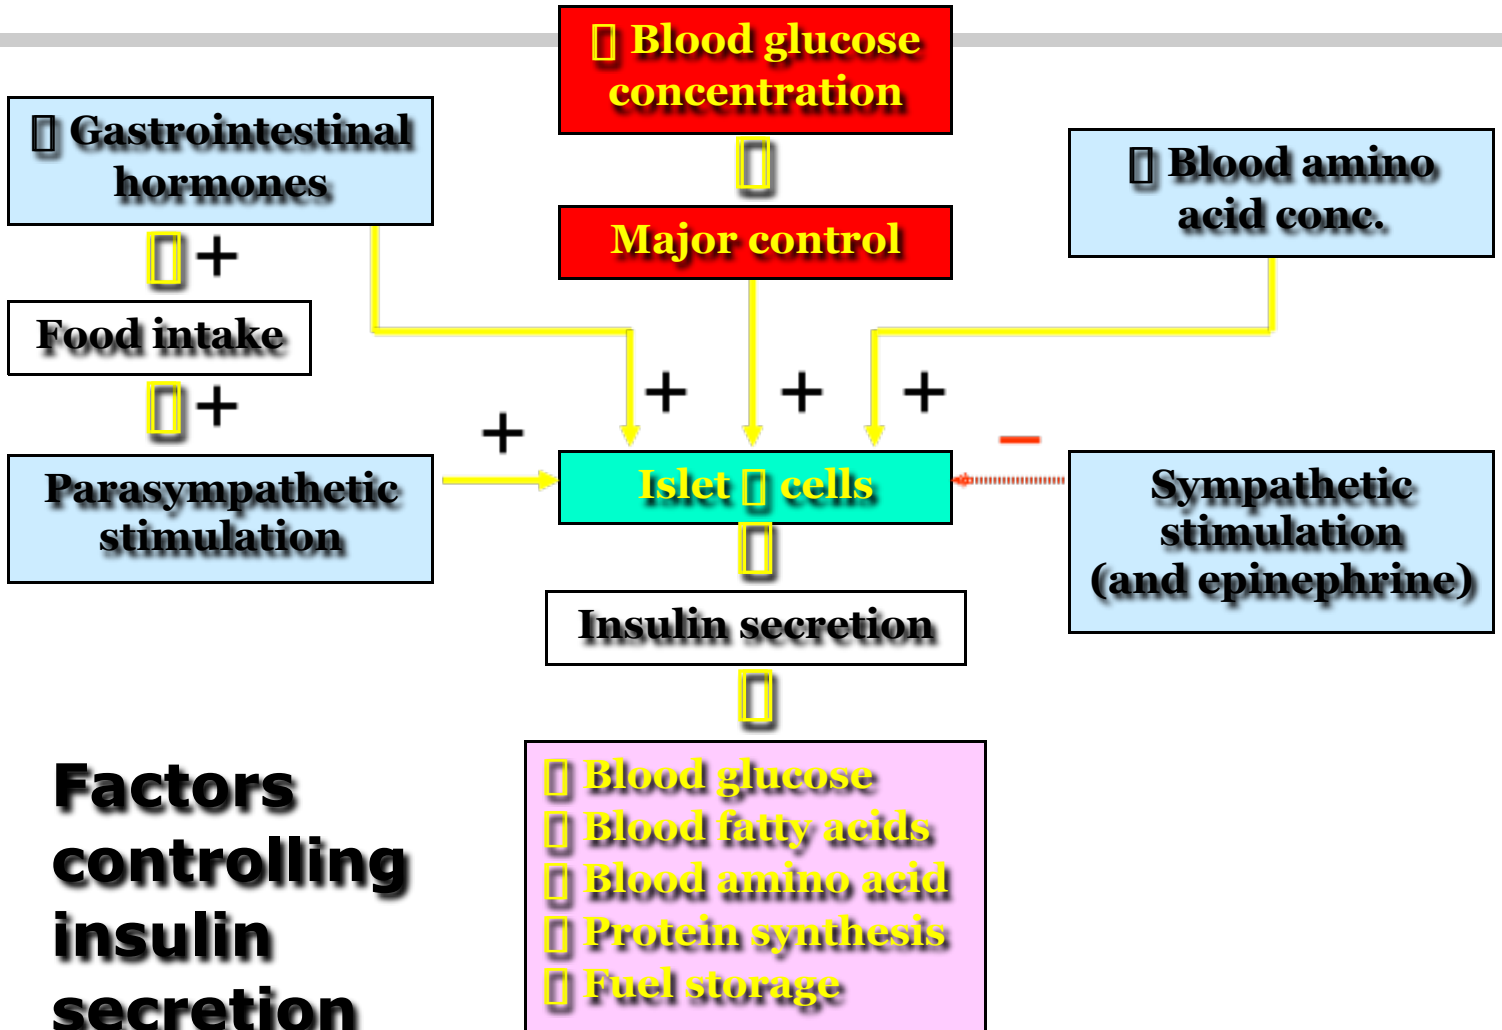 ▯ Blood glucose
concentration
▯ Gastrointestinal
hormones
▯
▯ Blood amino
acid conc.
Major control
▯ +
Food intake
▯ +
+
+
+
+
–
Parasympathetic
stimulation
Islet ▯ cells
Sympathetic
stimulation
(and epinephrine)
▯
Insulin secretion
▯
▯ Blood glucose
▯ Blood fatty acids
▯ Blood amino acid
▯ Protein synthesis
▯ Fuel storage
Factors
controlling
insulin
secretion